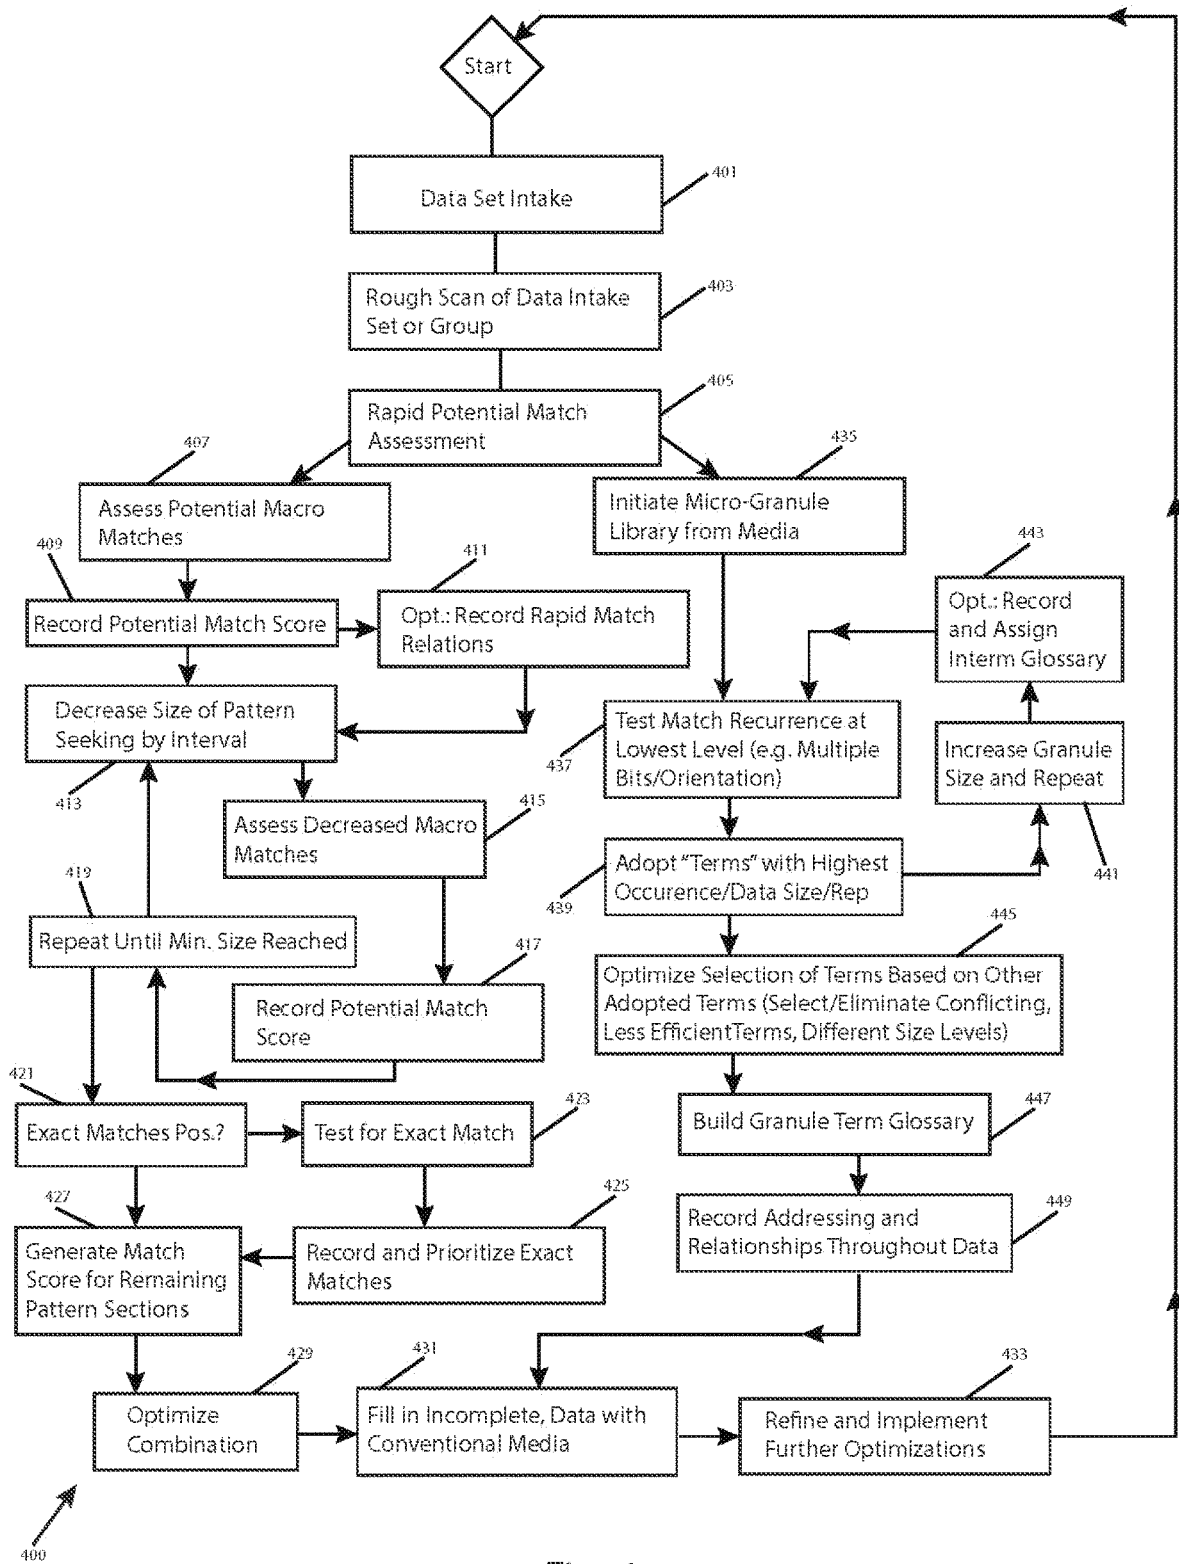 Start
401
Data Set Intake
403
Rough Scan of Data Intake
Set or Group
405
Rapid Potential Match
Assessment
407
Assess Potential Macro
Matches
435
Initiate Micro-Granule
Library from Media
409
Record Potential Match Score
411
Opt.: Record Rapid Match
Relations
443
Opt.: Record
and Assign
Interm Glossary
Decrease Size of Pattern
Seeking by Interval
413
Test Match Recurrence at
Lowest Level (e.g. Multiple
Bits/Orientation)
437
Increase Granule
Size and Repeat
441
415
Assess Decreased Macro
Matches
Adopt "Terms" with Highest
Occurence/Data Size/Rep
439
419
Repeat Until Min. Size Reached
417
Record Potential Match
Score
445
Optimize Selection of Terms Based on Other
Adopted Terms (Select/Eliminate Conflicting,
Less EfficientTerms, Different Size Levels)
421
Exact Matches Pos.?
423
Test for Exact Match
447
Build Granule Term Glossary
427
Generate Match
Score for Remaining
Pattern Sections
425
Record and Prioritize Exact
Matches
449
Record Addressing and
Relationships Throughout Data
429
Optimize
Combination
431
Fill in Incomplete, Data with
Conventional Media
433
Refine and Implement
Further Optimizations
400